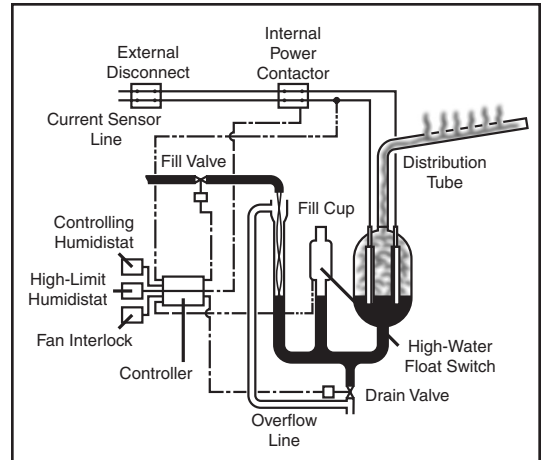 External
Disconnect
Internal
Power
Contactor
Current Sensor
Line
Fill Valve
Distribution
Tube
Fill Cup
Controlling
Humidistat
High-Limit
Humidistat
Fan Interlock
Controller
High-Water
Float Switch
Drain Valve
Overflow
Line